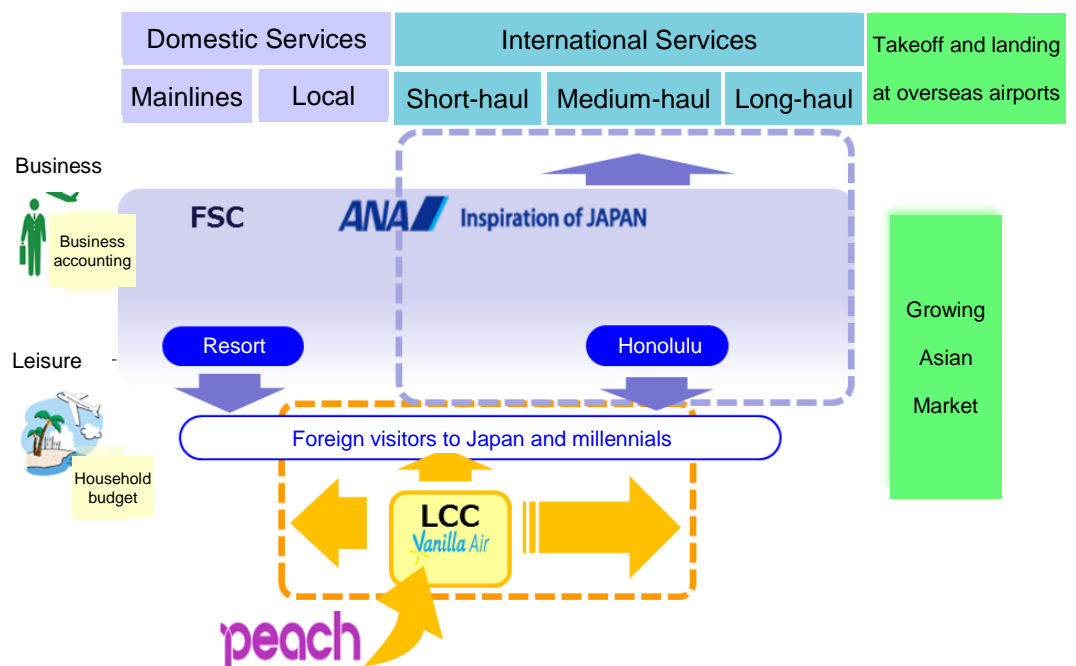 Domestic Services
International Services
Takeoff and landing
at overseas airports
Mainlines
Local
Short-haul
Medium-haul
Long-haul
Business
Business
accounting
FSC
ANA Inspiration of JAPAN
Resort
Honolulu
Leisure
Growing
Asian
Market
Foreign visitors to Japan and millennials
Household
budget
LCC
Vanilla Air
peach